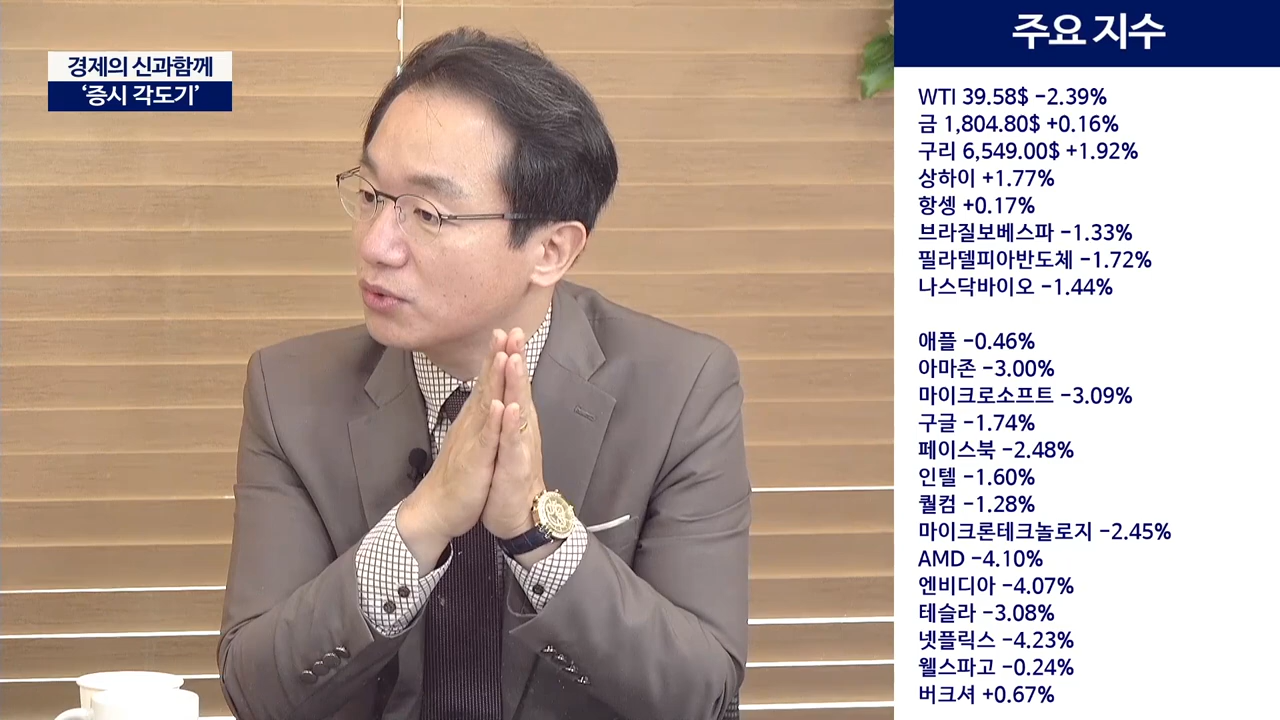 경제의 신과함께
‘증시 각도기’
주요 지수
WTI 39.58$ -2.39%
금 1,804.80$ +0.16%
구리 6,549.00$ +1.92%
상하이 +1.77%
항셍 +0.17%
브라질보베스파 -1.33%
필라델피아반도체 -1.72%
나스닥바이오 -1.44%
애플 -0.46%
아마존 -3.00%
마이크로소프트 -3.09%
구글 -1.74%
페이스북 -2.48%
인텔 -1.60%
퀄컴 -1.28%
마이크론테크놀로지 -2.45%
AMD -4.10%
엔비디아 -4.07%
테슬라 -3.08%
넷플릭스 -4.23%
웰스파고 -0.24%
버크셔 +0.67%